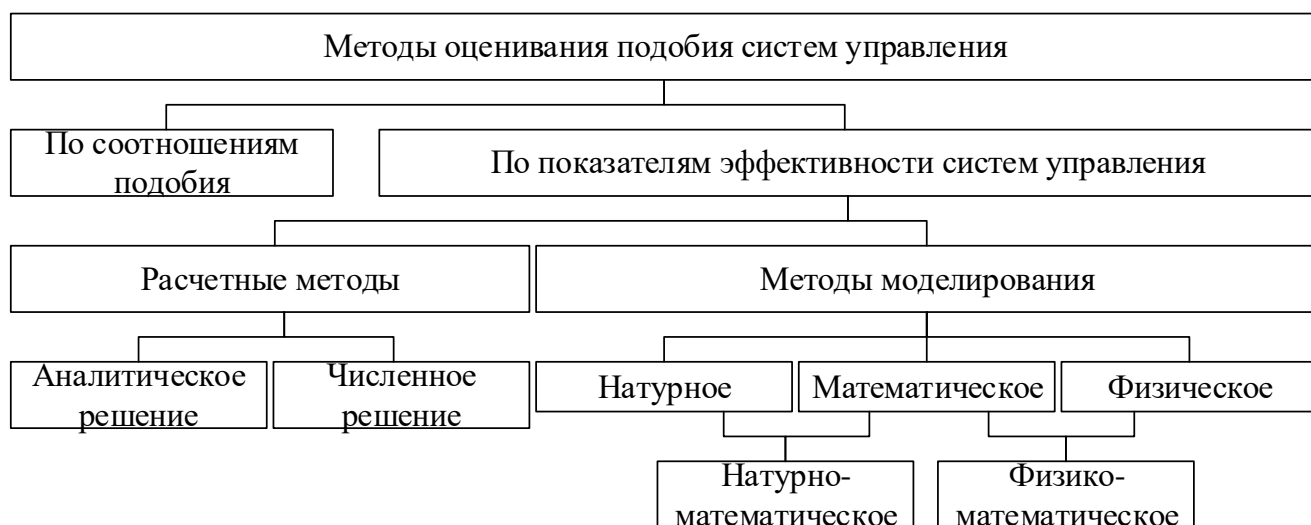 Методы оценивания подобия систем управления
По соотношениям
подобия
По показателям эффективности систем управления
Расчетные методы
Методы моделирования
Аналитическое
решение
Численное
решение
Натурное
Математическое
Физическое
Натурно-
математическое
Физико-
математическое